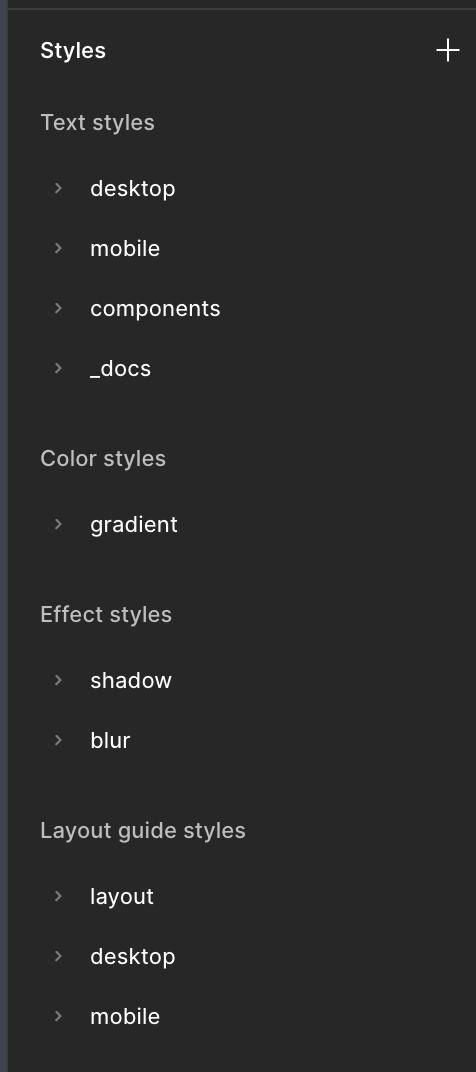 Styles
Text styles
desktop
mobile
components
_docs
Color styles
gradient
Effect styles
shadow
blur
Layout guide styles
layout
desktop
mobile